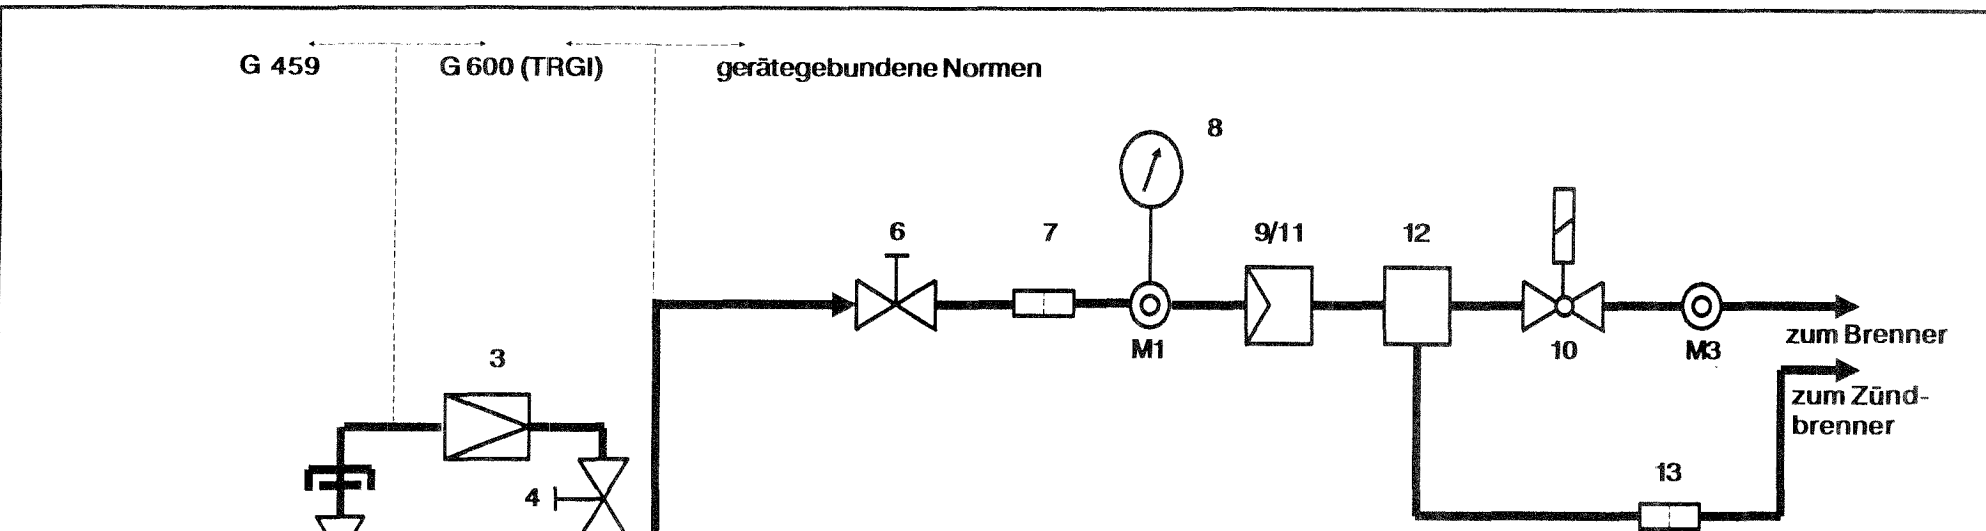 G 459
G 600 (TRGI)
gerätegebundene Normen
8
6
7
9/11
12
M1
10
M3
zum Brenner
3
zum Zünd-
brenner
13
4